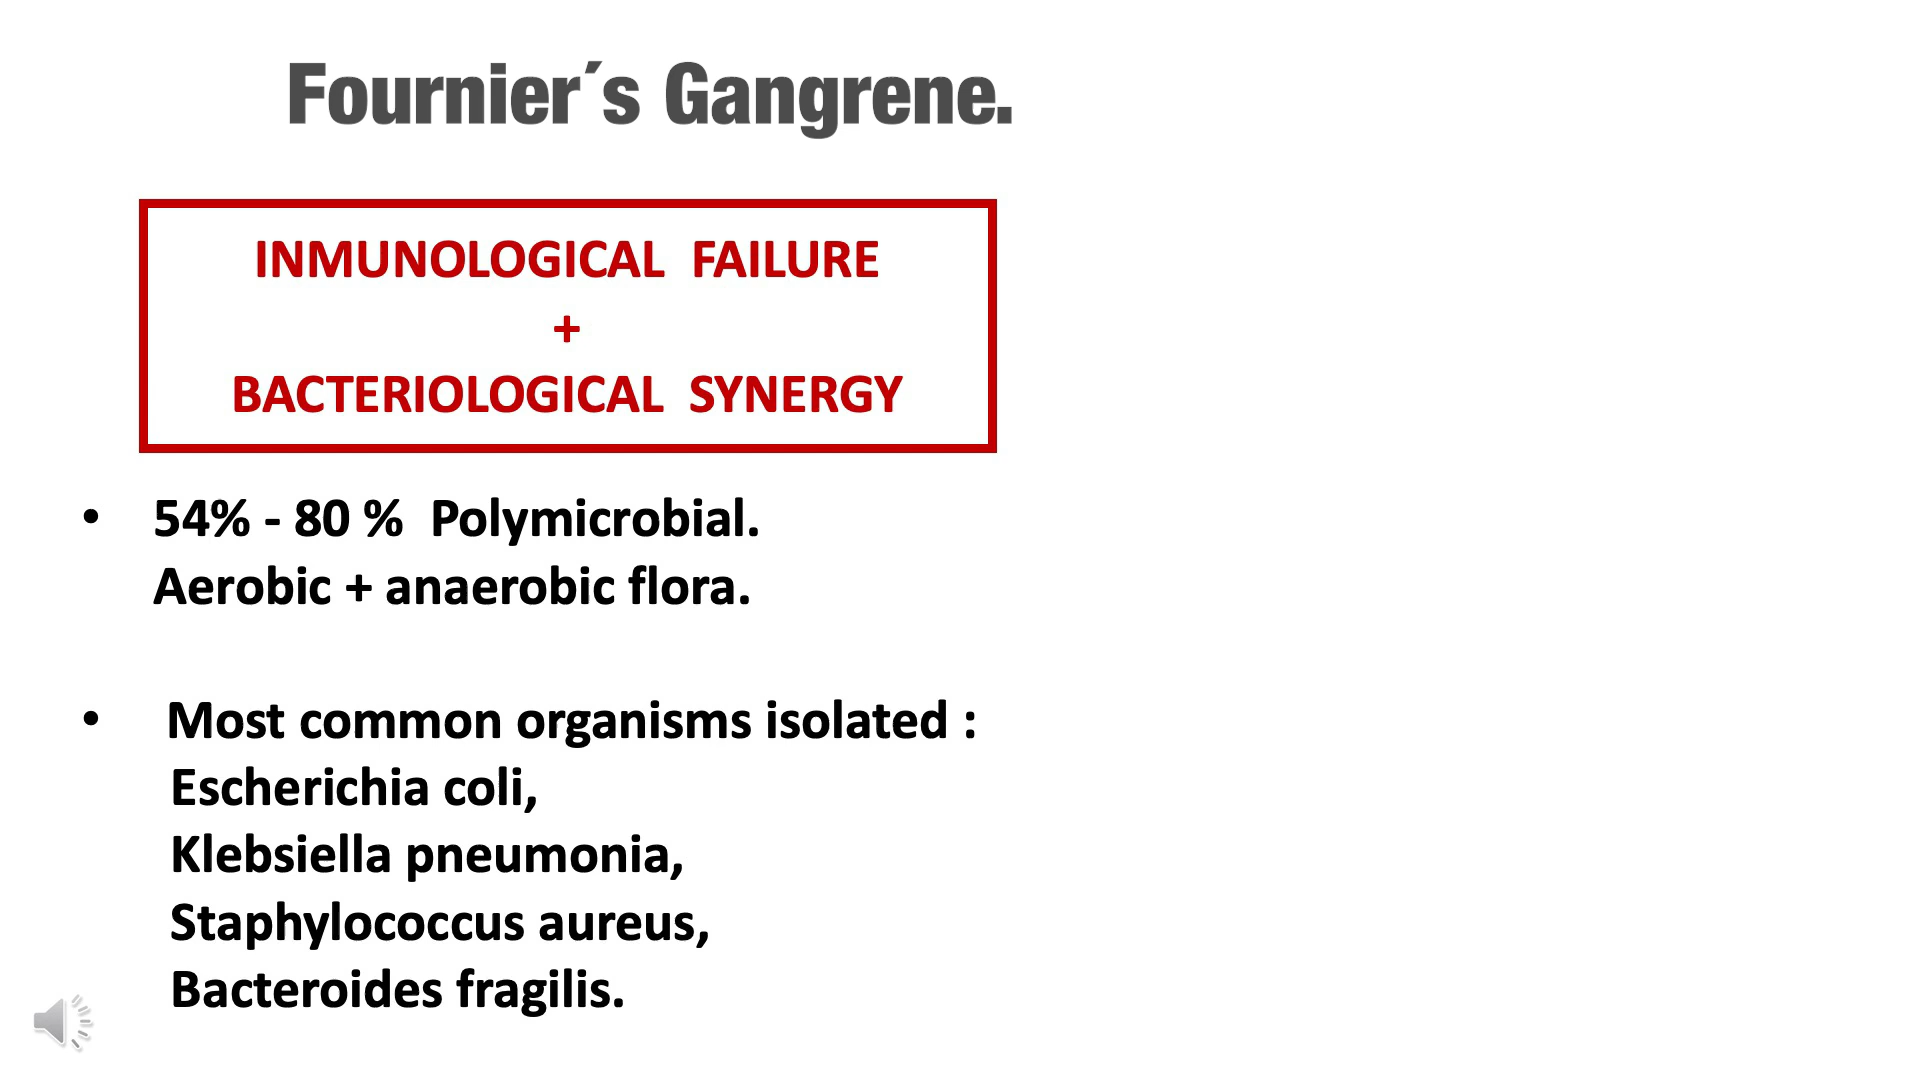 Fournier´s Gangrene.
INMUNOLOGICAL FAILURE
+
BACTERIOLOGICAL SYNERGY
• 54% - 80 % Polymicrobial.
Aerobic + anaerobic flora.
• Most common organisms isolated :
Escherichia coli,
Klebsiella pneumonia,
Staphylococcus aureus,
Bacteroides fragilis.